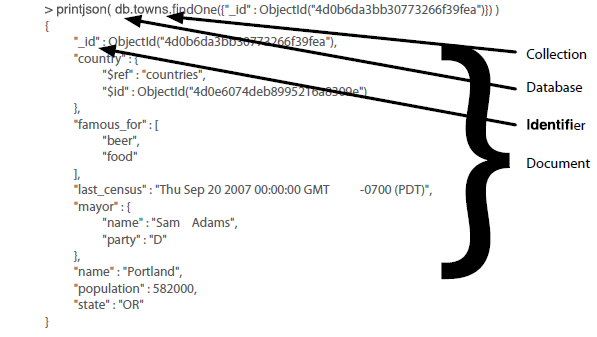 > printjson( db.towns.findOne({"_id" : ObjectId("4d0b6da3bb30773266f39fea")}) )
{
"_id" : ObjectId("4d0b6da3bb30773266f39fea"),
"country" : {
"$ref" : "countries",
"$id" : ObjectId("4d0e6074deb8995216a8309e")
},
"famous_for" : [
"beer",
"food"
],
"last_census" : "Thu Sep 20 2007 00:00:00 GMT -0700 (PDT)",
"mayor" : {
"name" : "Sam Adams",
"party" : "D"
},
"name" : "Portland",
"population" : 582000,
"state" : "OR"
}
Collection
Database
Identifier
Document